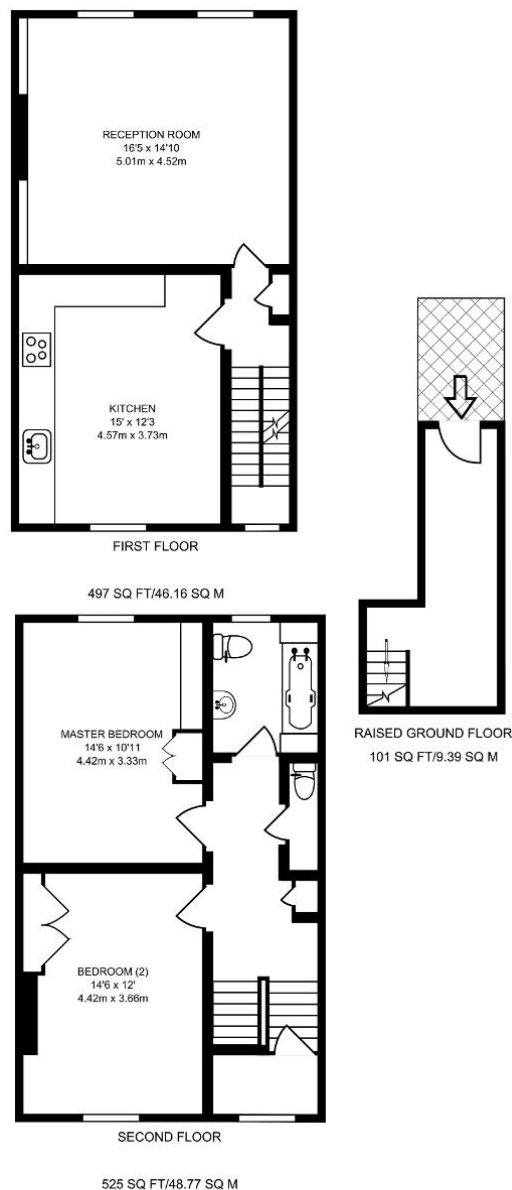 RECEPTION ROOM
16'5 x 14'10
5.01m x 4.52m
KITCHEN
15' x 12'3
4.57m x 3.73m
FIRST FLOOR
497 SQ FT/46.16 SQ M
MASTER BEDROOM
14'6 x 10'11
4.42m x 3.33m
RAISED GROUND FLOOR
101 SQ FT/9.39 SQ M
BEDROOM (2)
14'6 x 12'
4.42m x 3.66m
SECOND FLOOR
525 SQ FT/48.77 SQ M